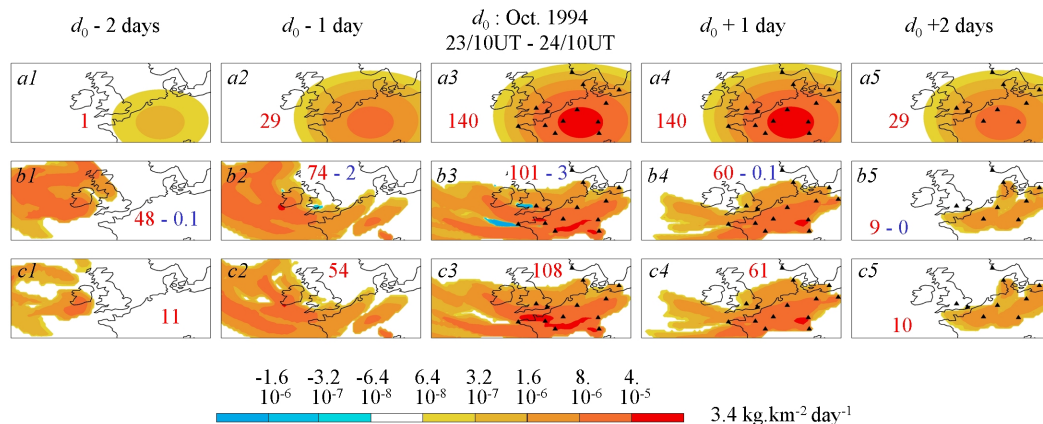 d0 - 2 days
d0 - 1 day
d0 : Oct. 1994
23/10UT - 24/10UT
d0 + 1 day
d0 +2 days
a1
1
a2
29
a3
140
a4
140
a5
29
b1
48 - 0.1
b2
74 - 2
b3
101 - 3
b4
60 - 0.1
b5
9 - 0
c1
11
c2
54
c3
108
c4
61
c5
10
-1.6 -3.2 -6.4 6.4 3.2 1.6 8. 4.
10-6 10-7 10-8 10-8 10-7 10-6 10-6 10-5
3.4 kg.km-2 day-1